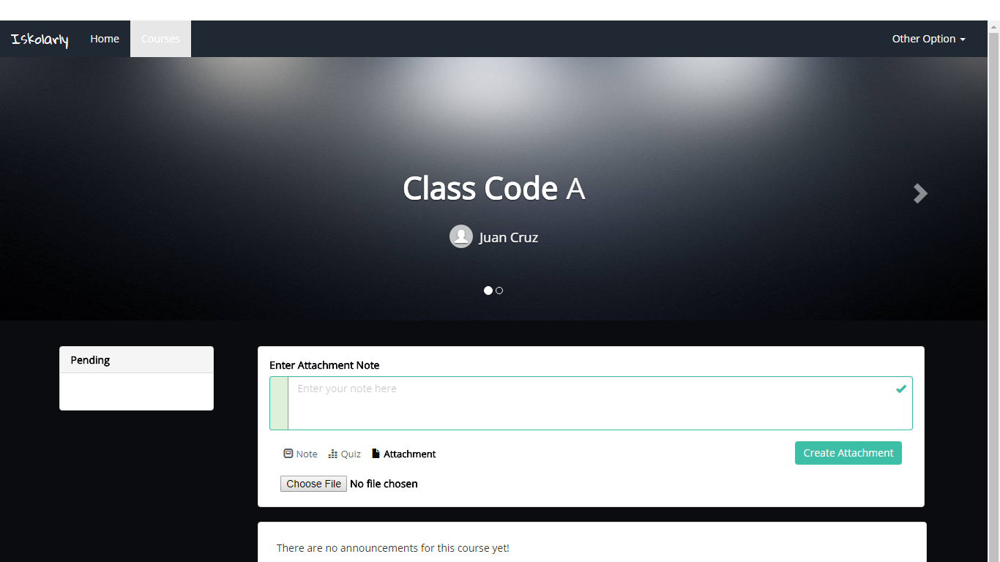 Iskolarly Home Courses Other Option
Class Code A
Juan Cruz
Pending
Enter Attachment Note
Enter your note here
Note Quiz Attachment Create Attachment
Choose File No file chosen
There are no announcements for this course yet!